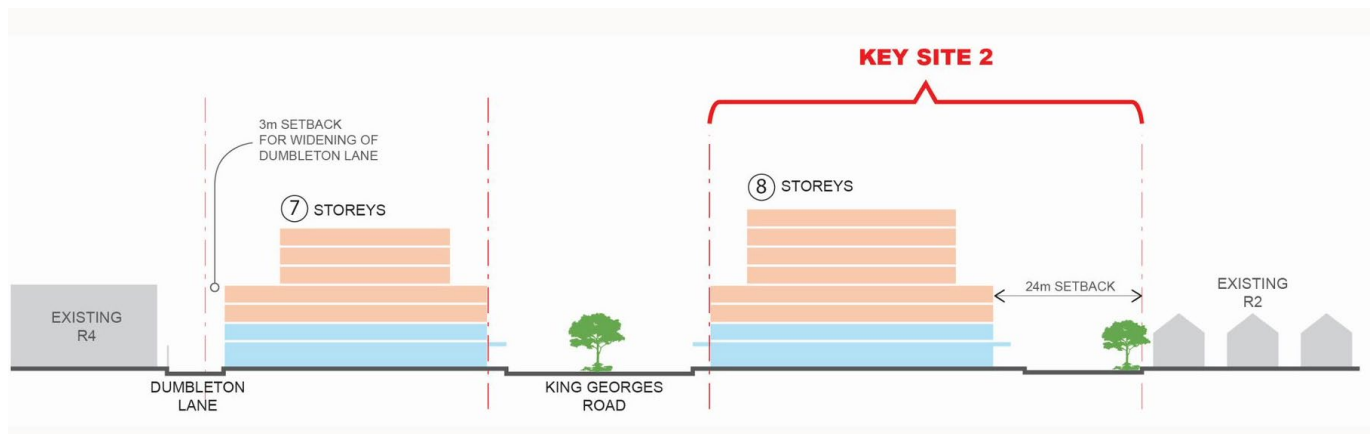 KEY SITE 2
3m SETBACK
FOR WIDENING OF
DUMBLETON LANE
7 STOREYS
8 STOREYS
24m SETBACK
EXISTING
R4
EXISTING
R2
DUMBLETON
LANE
KING GEORGES
ROAD